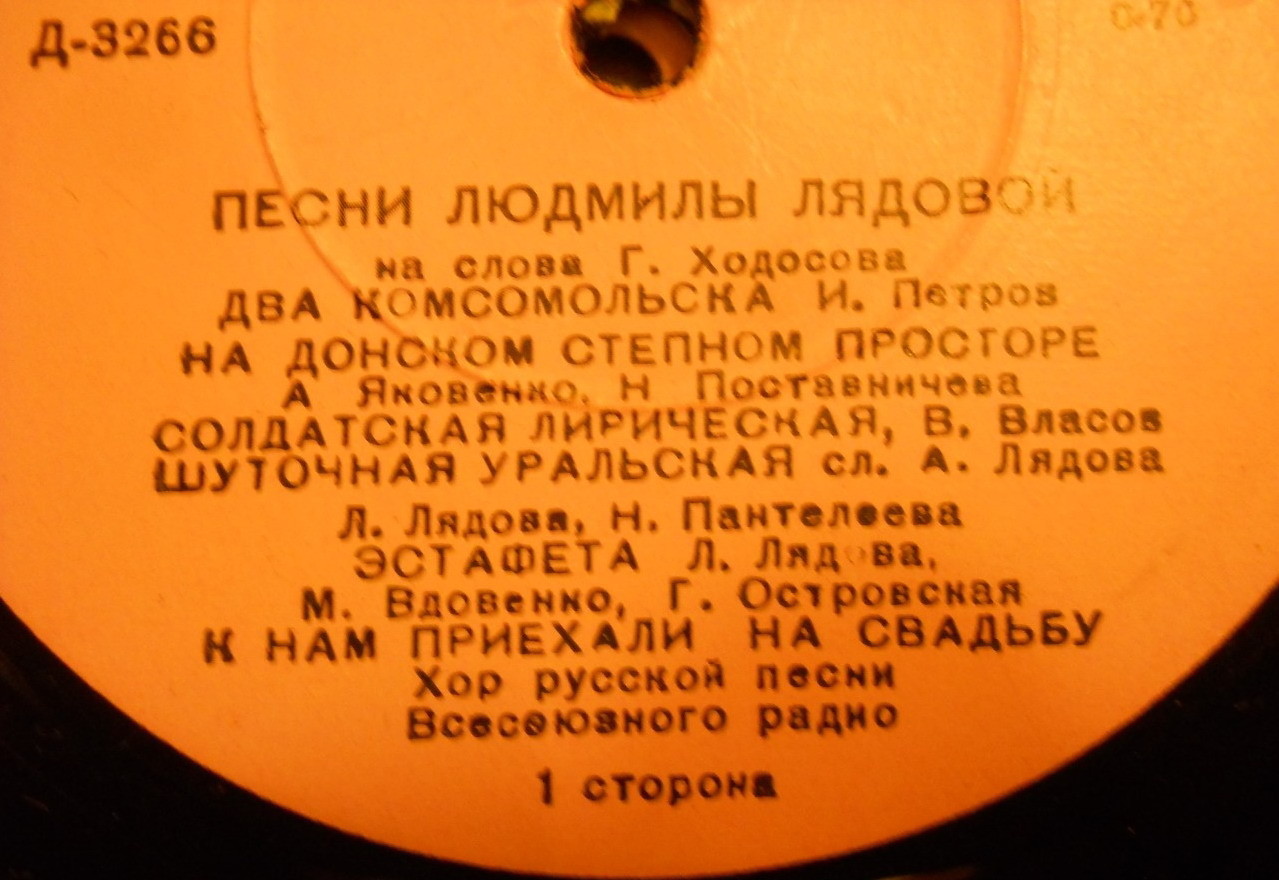 Д-3266
0-70
ПЕСНИ ЛЮДМИЛЫ ЛЯДОВОЙ
на слова Г. Ходосова
ДВА КОМСОМОЛЬСКА И. Петров
НА ДОНСКОМ СТЕПНОМ ПРОСТОРЕ
А Яковенко, Н Поставничева
СОЛДАТСКАЯ ЛИРИЧЕСКАЯ, В. Власов
ШУТОЧНАЯ УРАЛЬСКАЯ сл. А. Лядова
Л. Лядова, Н. Пантелеева
ЭСТАФЕТА Л. Лядова,
М. Вдовенко, Г. Островская
К НАМ ПРИЕХАЛИ НА СВАДЬБУ
Хор русской песни
Всесоюзного радио
1 сторона